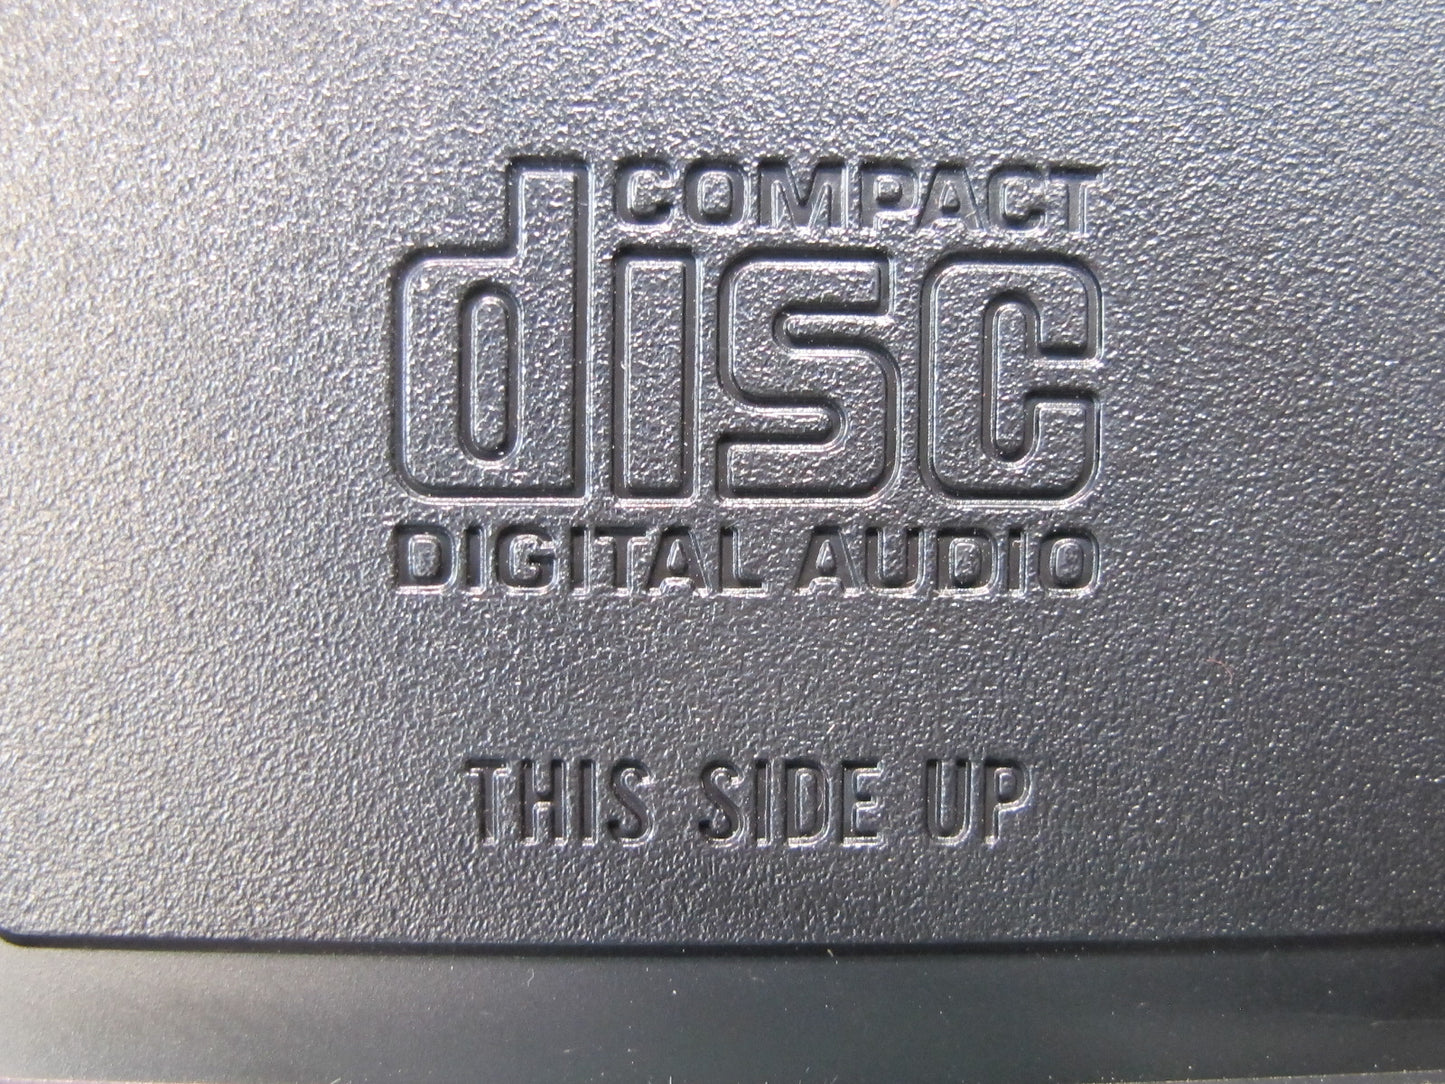 COMPACT
disc
DIGITAL AUDIO
THIS SIDE UP